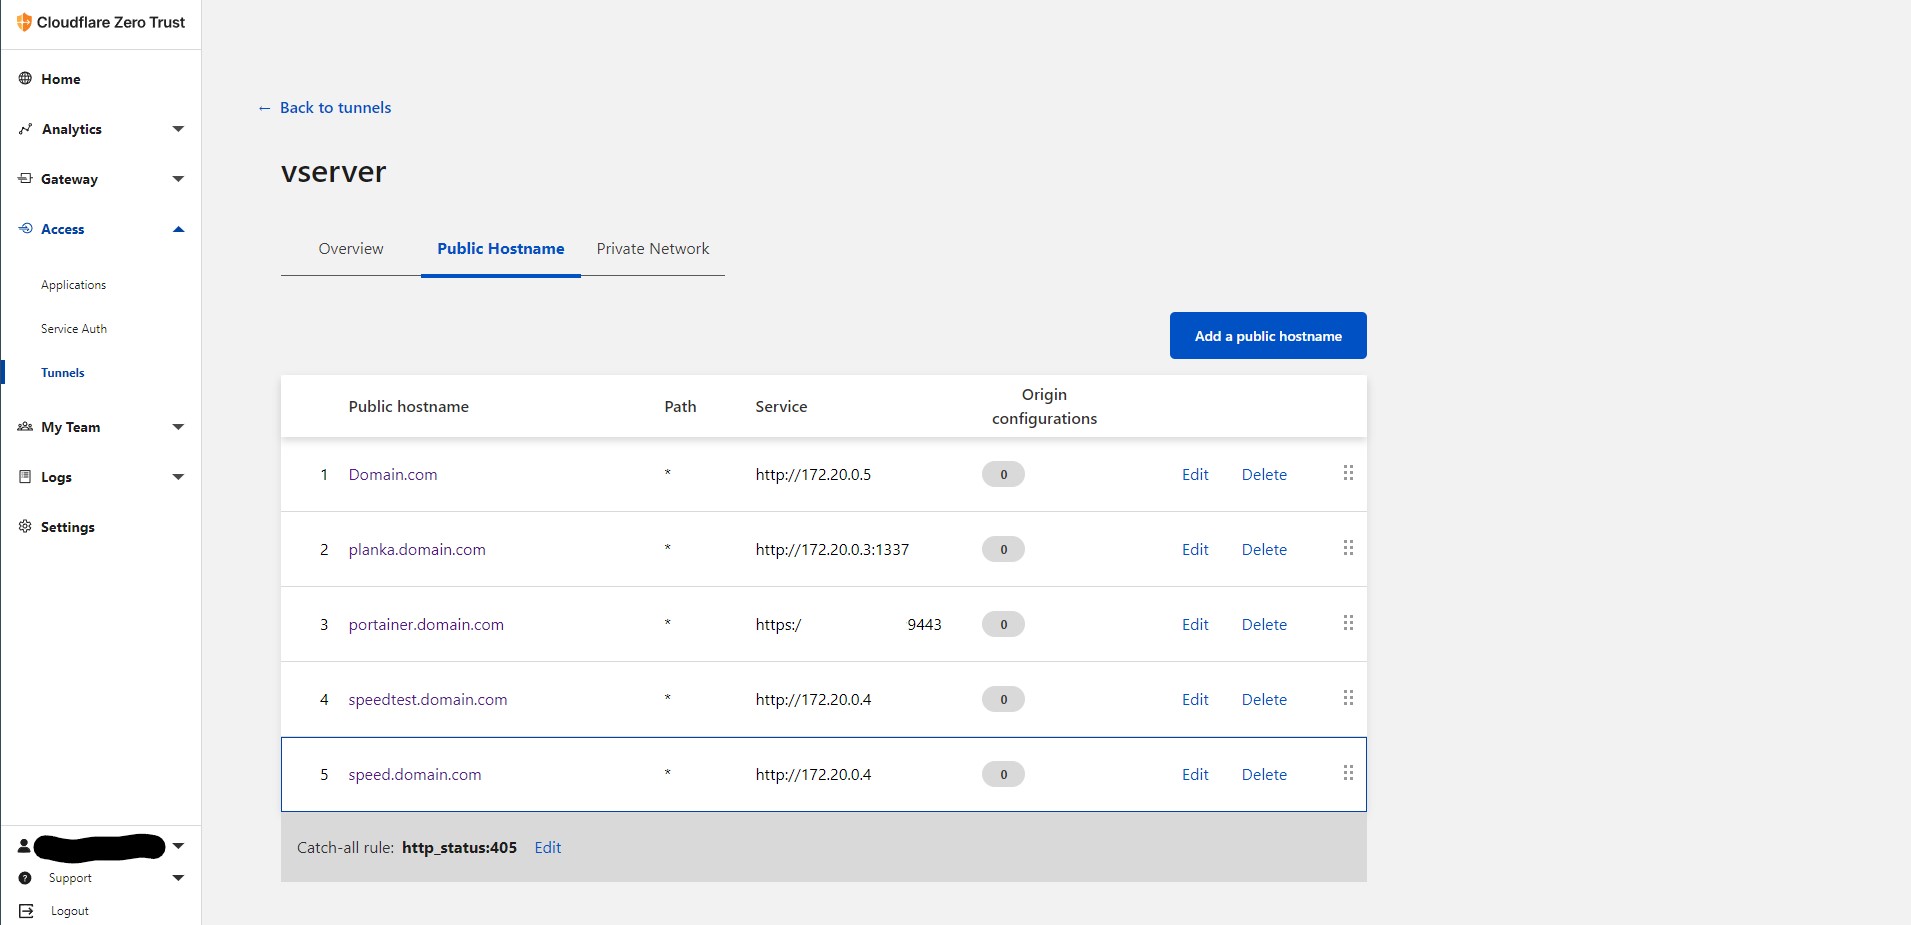 Cloudflare Zero Trust
Home
Analytics
Gateway
Access
Applications
Service Auth
Tunnels
My Team
Logs
Settings
Support
Logout
← Back to tunnels
vserver
Overview Public Hostname Private Network
Add a public hostname
Public hostname Path Service Origin configurations
1 Domain.com * http://172.20.0.5 0 Edit Delete
2 planka.domain.com * http://172.20.0.3:1337 0 Edit Delete
3 portainer.domain.com * https:/ 9443 0 Edit Delete
4 speedtest.domain.com * http://172.20.0.4 0 Edit Delete
5 speed.domain.com * http://172.20.0.4 0 Edit Delete
Catch-all rule: http_status:405 Edit